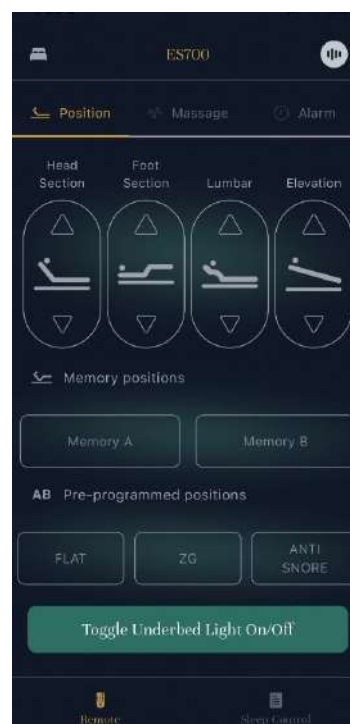 ES700
Position Massage Alarm
Head
Section
Foot
Section
Lumbar
Elevation
Memory positions
Memory A Memory B
AB Pre-programmed positions
FLAT ZG ANTI
SNORE
Toggle Underbed Light On/Off
Remote Sleep Control